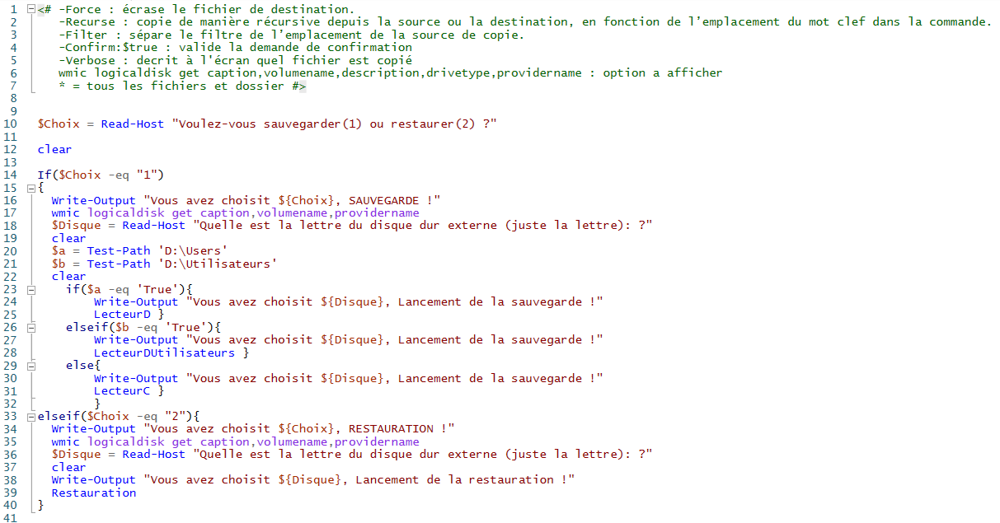 1 <# -Force : écrase le fichier de destination.
2 -Recurse : copie de manière récursive depuis la source ou la destination, en fonction de l’emplacement du mot clef dans la commande.
3 -Filter : sépare le filtre de l’emplacement de la source de copie.
4 -Confirm:$true : valide la demande de confirmation
5 -Verbose : decrit à l'écran quel fichier est copié
6 wmic logicaldisk get caption,volumename,description,drivetype,providername : option a afficher
7 * = tous les fichiers et dossier #>
8
9
10 $Choix = Read-Host "Voulez-vous sauvegarder(1) ou restaurer(2) ?"
11
12 clear
13
14 If($Choix -eq "1")
15 {
16 Write-Output "Vous avez choisit ${Choix}, SAUVEGARDE !"
17 wmic logicaldisk get caption,volumename,providername
18 $Disque = Read-Host "Quelle est la lettre du disque dur externe (juste la lettre): ?"
19 clear
20 $a = Test-Path 'D:\Users'
21 $b = Test-Path 'D:\Utilisateurs'
22 clear
23 if($a -eq 'True'){
24 Write-Output "Vous avez choisit ${Disque}, Lancement de la sauvegarde !"
25 LecteurD }
26 elseif($b -eq 'True'){
27 Write-Output "Vous avez choisit ${Disque}, Lancement de la sauvegarde !"
28 LecteurDUtilisateurs }
29 else{
30 Write-Output "Vous avez choisit ${Disque}, Lancement de la sauvegarde !"
31 LecteurC }
32 }
33 elseif($Choix -eq "2"){
34 Write-Output "Vous avez choisit ${Choix}, RESTAURATION !"
35 wmic logicaldisk get caption,volumename,providername
36 $Disque = Read-Host "Quelle est la lettre du disque dur externe (juste la lettre): ?"
37 clear
38 Write-Output "Vous avez choisit ${Disque}, Lancement de la restauration !"
39 Restauration
40 }
41